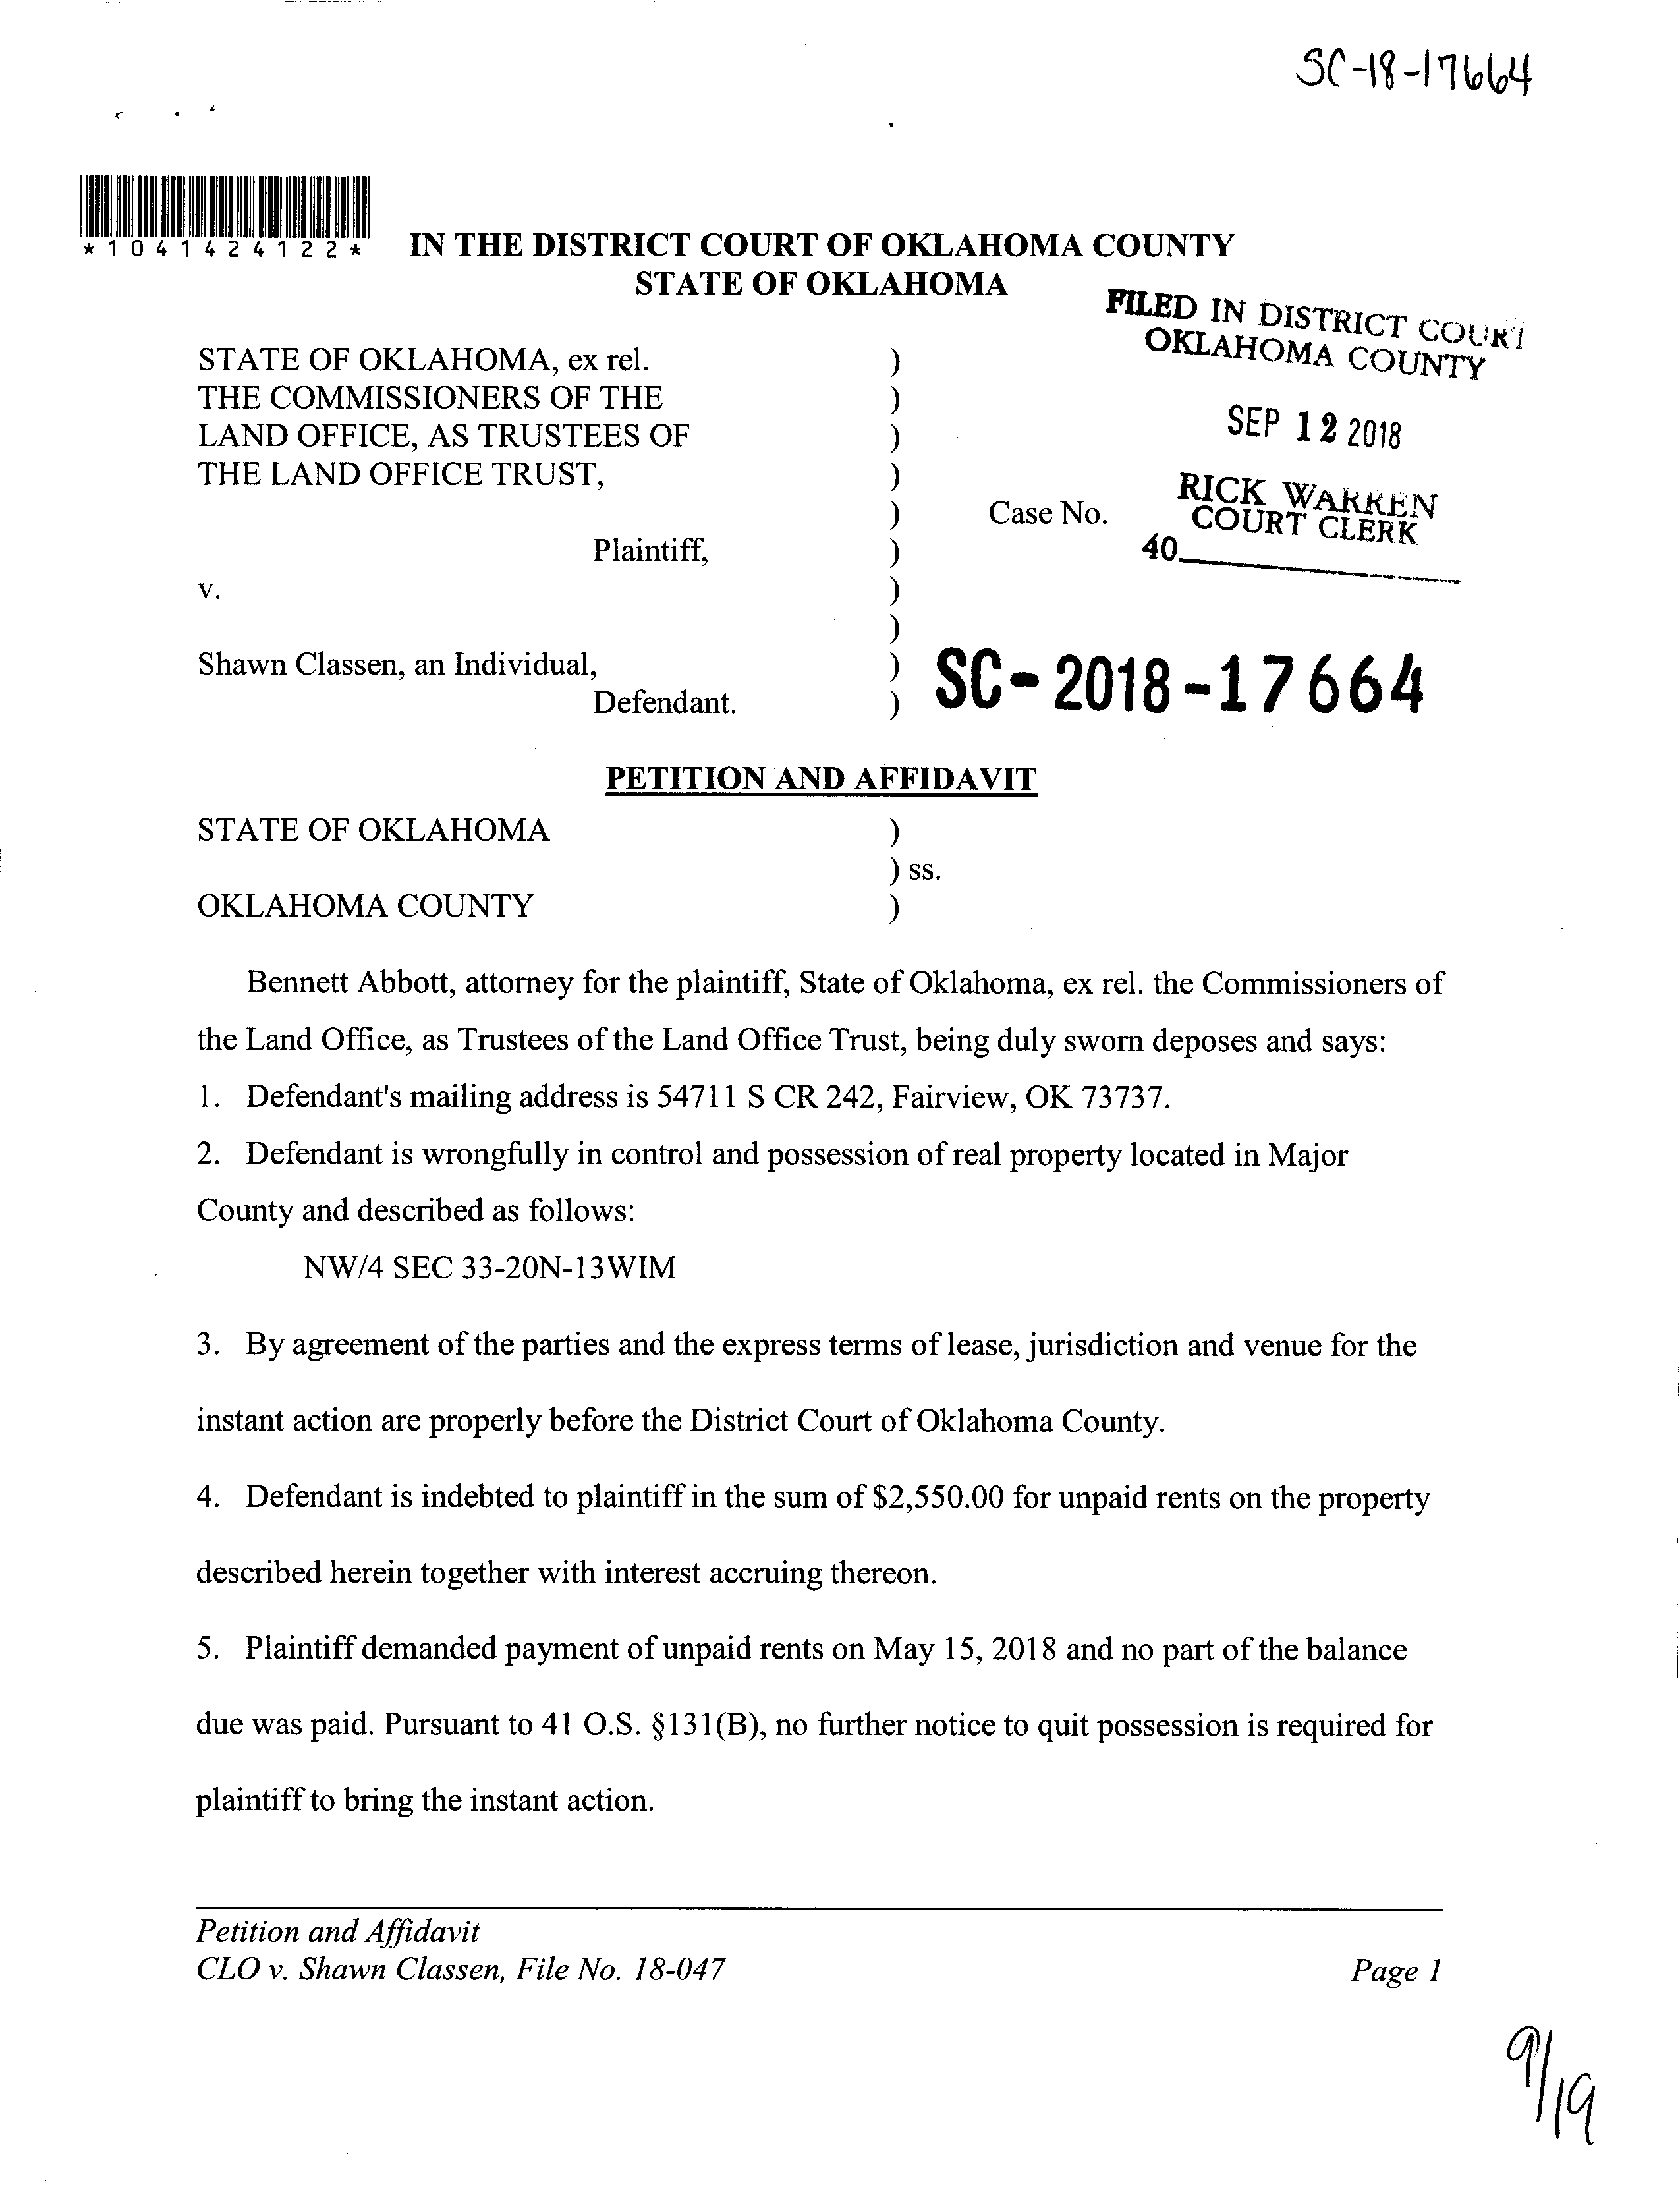 SC-18-17664
*1041424122*
IN THE DISTRICT COURT OF OKLAHOMA COUNTY
STATE OF OKLAHOMA
FILED IN DISTRICT COURT
OKLAHOMA COUNTY
SEP 12 2018
RICK WARREN
COURT CLERK
40
STATE OF OKLAHOMA, ex rel. )
THE COMMISSIONERS OF THE )
LAND OFFICE, AS TRUSTEES OF )
THE LAND OFFICE TRUST, )
) Case No.
Plaintiff, )
v. )
)
Shawn Classen, an Individual, )
Defendant. )
SC-2018-17664
PETITION AND AFFIDAVIT
STATE OF OKLAHOMA )
) ss.
OKLAHOMA COUNTY )
Bennett Abbott, attorney for the plaintiff, State of Oklahoma, ex rel. the Commissioners of
the Land Office, as Trustees of the Land Office Trust, being duly sworn deposes and says:
1. Defendant's mailing address is 54711 S CR 242, Fairview, OK 73737.
2. Defendant is wrongfully in control and possession of real property located in Major
County and described as follows:
NW/4 SEC 33-20N-13WIM
3. By agreement of the parties and the express terms of lease, jurisdiction and venue for the
instant action are properly before the District Court of Oklahoma County.
4. Defendant is indebted to plaintiff in the sum of $2,550.00 for unpaid rents on the property
described herein together with interest accruing thereon.
5. Plaintiff demanded payment of unpaid rents on May 15, 2018 and no part of the balance
due was paid. Pursuant to 41 O.S. §131(B), no further notice to quit possession is required for
plaintiff to bring the instant action.
Petition and Affidavit
CLO v. Shawn Classen, File No. 18-047 Page 1
9/19